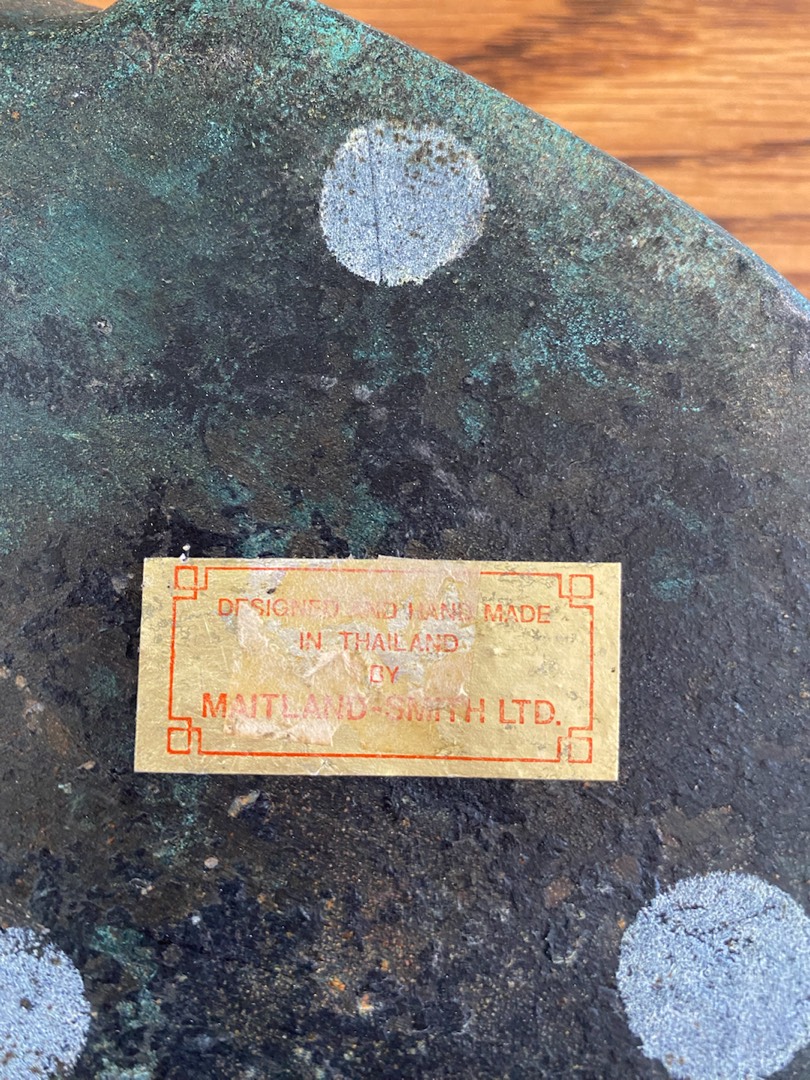 DESIGNED AND HAND MADE
IN THAILAND
BY
MAITLAND-SMITH LTD.